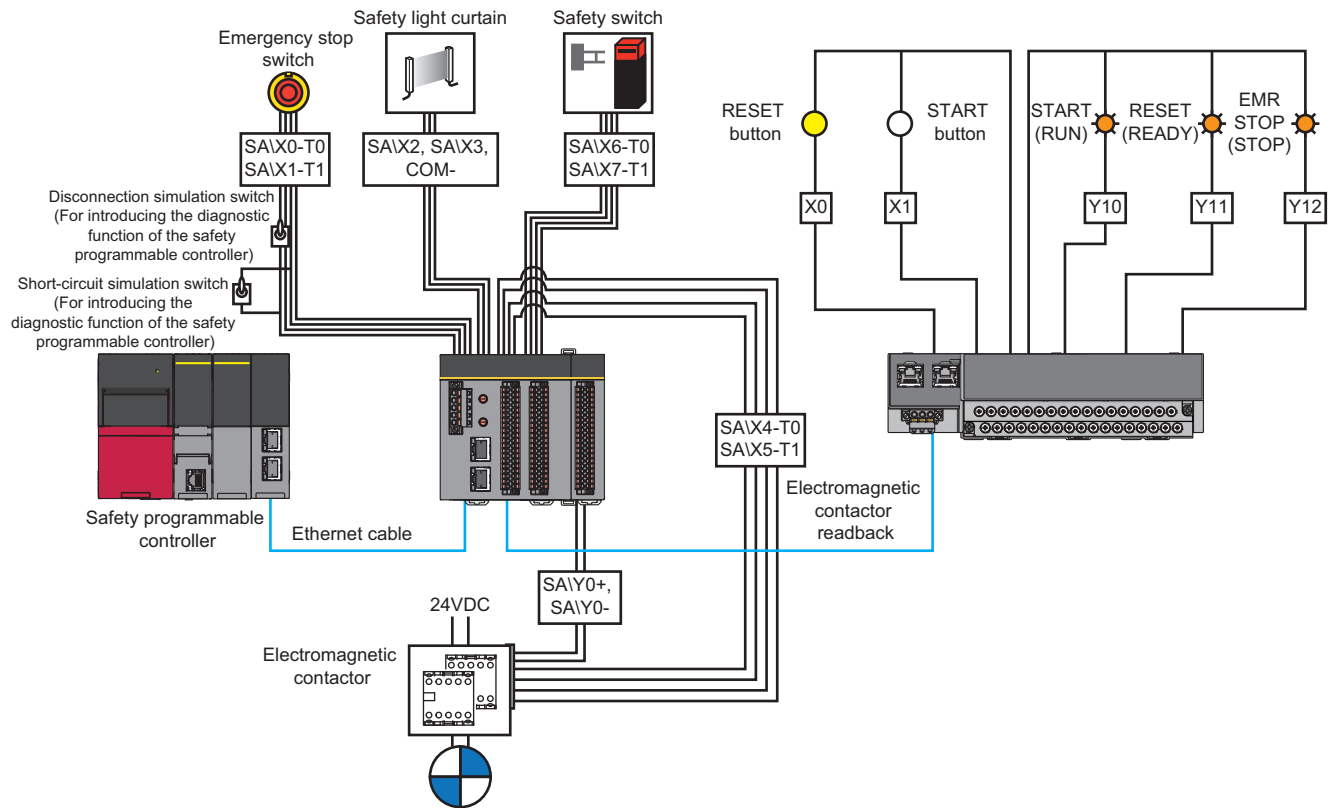 Emergency stop
switch
Safety light curtain
Safety switch
SA\X0-T0
SA\X1-T1
SA\X2, SA\X3,
COM-
SA\X6-T0
SA\X7-T1
Disconnection simulation switch
(For introducing the diagnostic
function of the safety
programmable controller)
Short-circuit simulation switch
(For introducing the
diagnostic function of the safety
programmable controller)
RESET
button
START
button
START
(RUN)
RESET
(READY)
EMR
STOP
(STOP)
X0
X1
Y10
Y11
Y12
Safety programmable
controller
Ethernet cable
SA\X4-T0
SA\X5-T1
Electromagnetic
contactor
readback
SA\Y0+,
SA\Y0-
24VDC
Electromagnetic
contactor